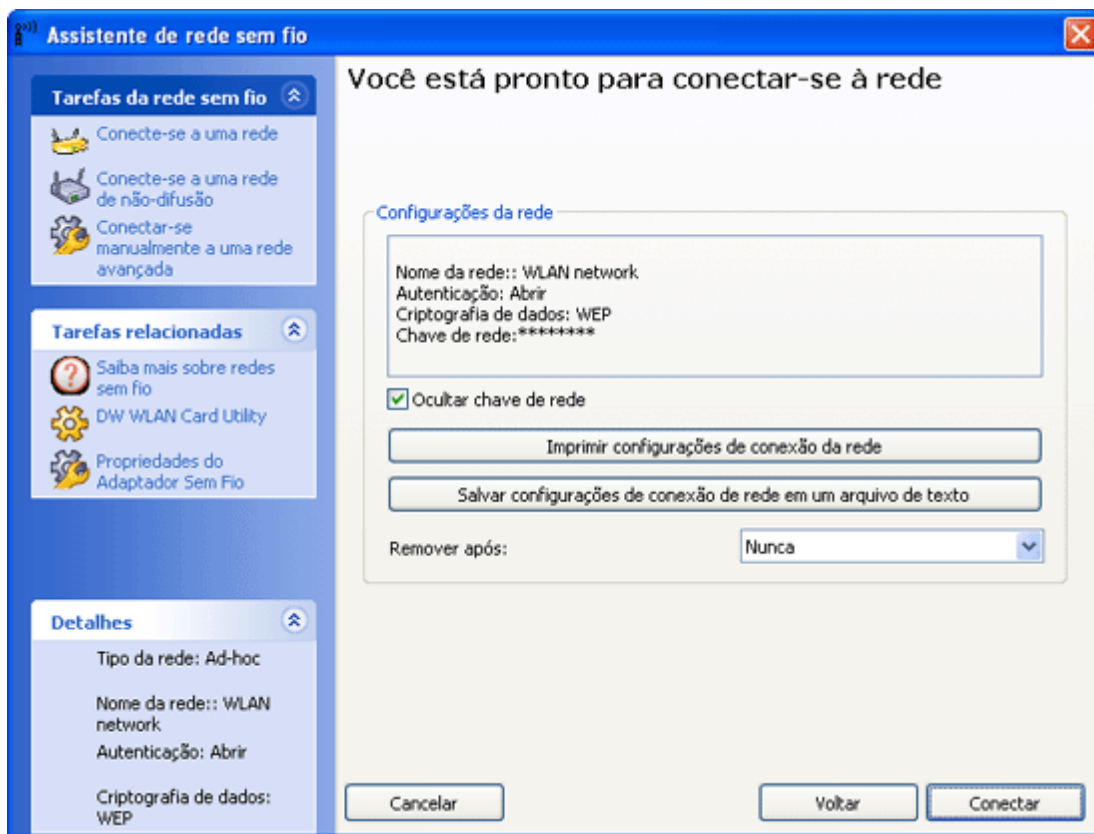 Assistente de rede sem fio
Tarefas da rede sem fio
Conecte-se a uma rede
Conecte-se a uma rede
de não-difusão
Conectar-se
manualmente a uma rede
avançada
Tarefas relacionadas
Saiba mais sobre redes
sem fio
DW WLAN Card Utility
Propriedades do
Adaptador Sem Fio
Detalhes
Tipo da rede: Ad-hoc
Nome da rede:: WLAN
network
Autenticação: Abrir
Criptografia de dados:
WEP
Você está pronto para conectar-se à rede
Configurações da rede
Nome da rede:: WLAN network
Autenticação: Abrir
Criptografia de dados: WEP
Chave de rede:********
Ocultar chave de rede
Imprimir configurações de conexão da rede
Salvar configurações de conexão de rede em um arquivo de texto
Remover após: Nunca
Cancelar Voltar Conectar